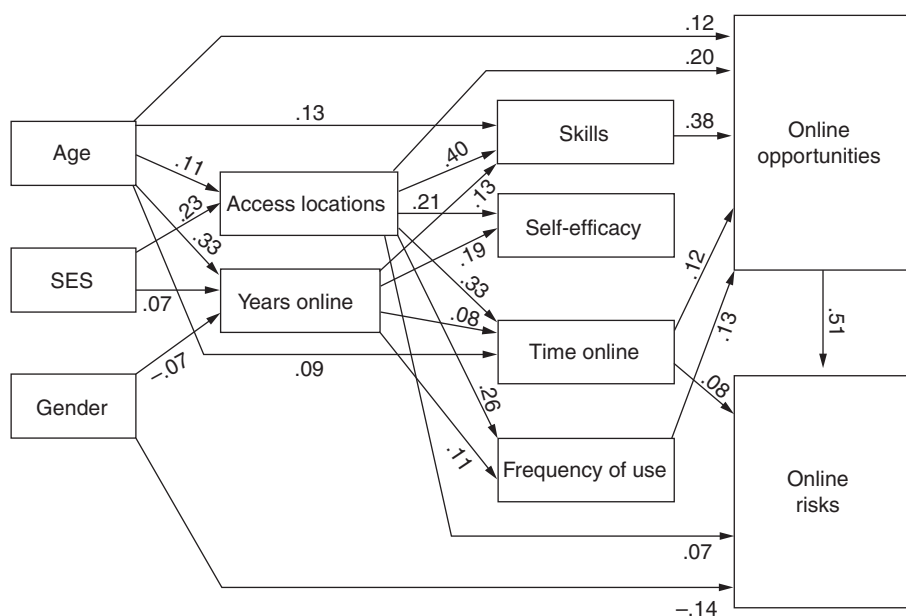 .12
.20
.13
Skills
.38
Online
opportunities
Age
.11
.40
.13
Access locations
.21
Self-efficacy
.23
.33
.19
SES
Years online
.33
.12
.07
.08
.13
.51
–.07
.09
Time online
.08
Gender
.26
.11
Frequency of use
Online
risks
.07
–.14